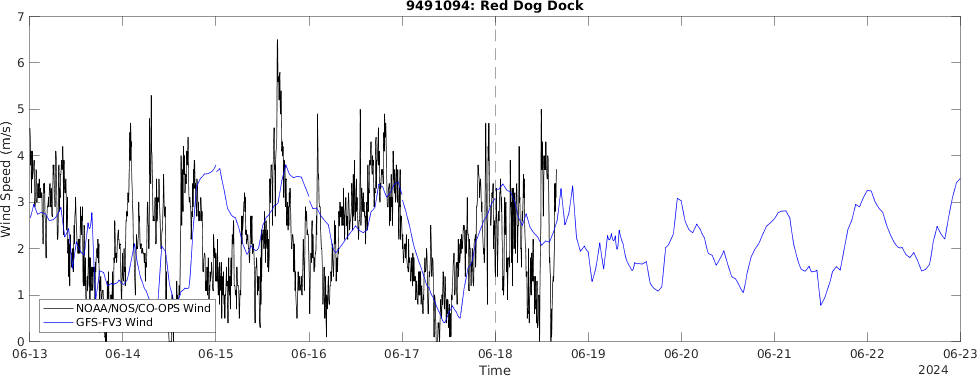 9491094: Red Dog Dock
7
6
5
4
3
2
1
0
Wind Speed (m/s)
NOAA/NOS/CO-OPS Wind
GFS-FV3 Wind
06-13 06-14 06-15 06-16 06-17 06-18 06-19 06-20 06-21 06-22 06-23
Time
2024